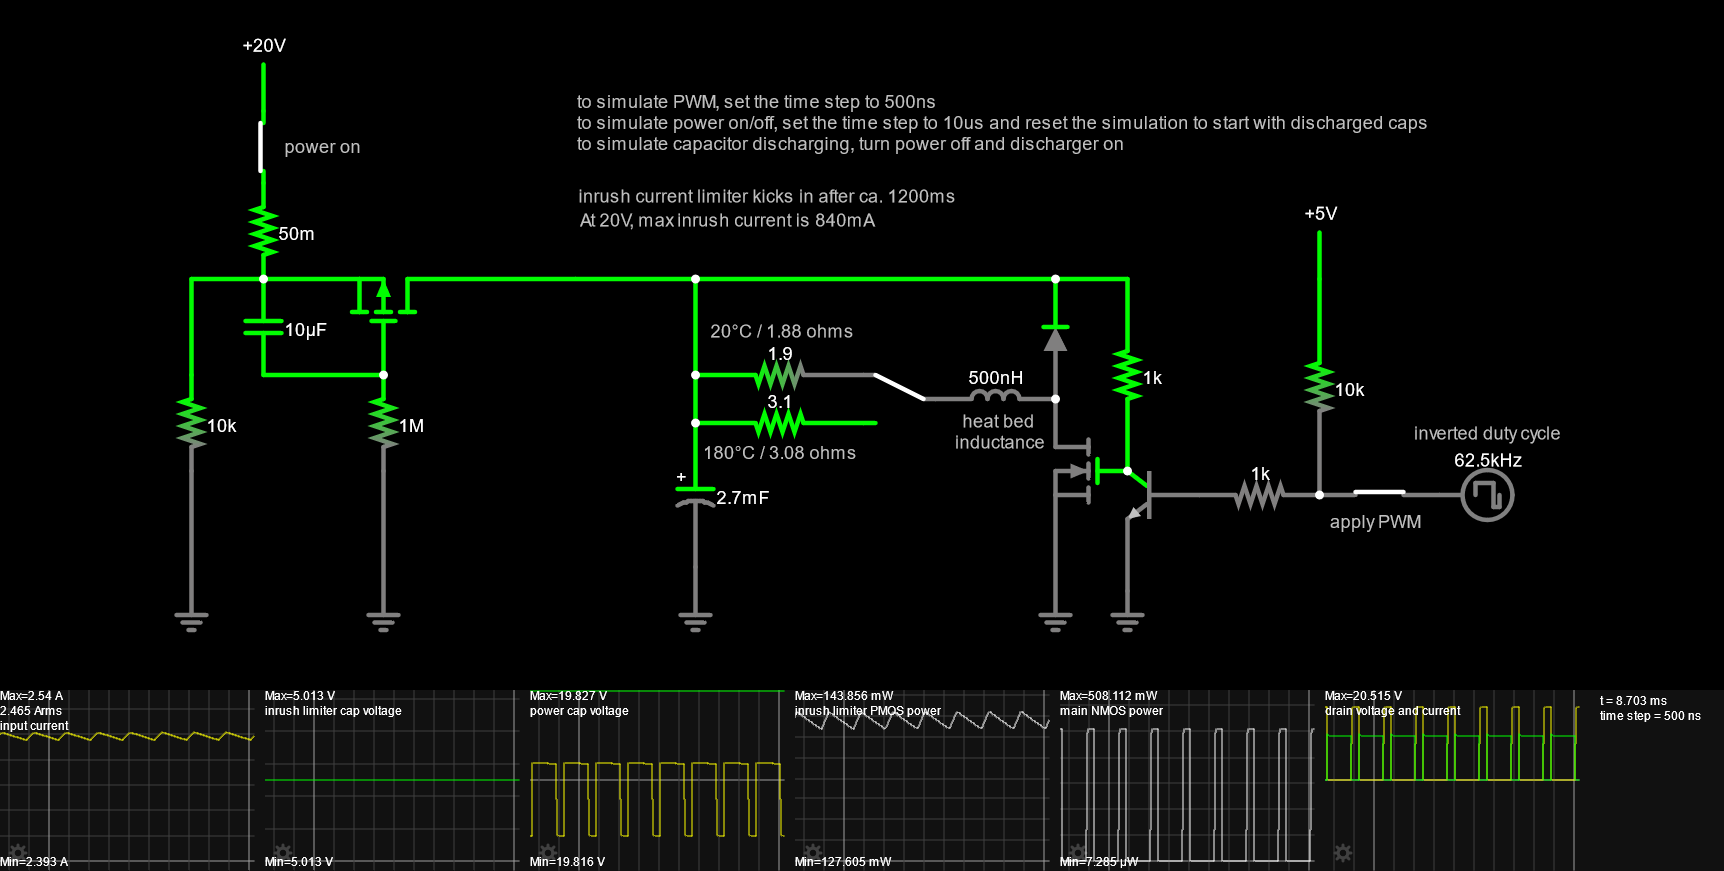 +20V
to simulate PWM, set the time step to 500ns
to simulate power on/off, set the time step to 10us and reset the simulation to start with discharged caps
to simulate capacitor discharging, turn power off and discharger on
power on
inrush current limiter kicks in after ca. 1200ms
At 20V, max inrush current is 840mA
+5V
50m
10μF
20°C / 1.88 ohms
1.9
500nH
1k
10k
3.1
10k
1M
heat bed
inductance
180°C / 3.08 ohms
inverted duty cycle
62.5kHz
1k
+
2.7mF
apply PWM
Max=2.54 A
2.465 Arms
input current
Min=2.393 A
Max=5.013 V
inrush limiter cap voltage
Min=5.013 V
Max=19.827 V
power cap voltage
Min=19.816 V
Max=143.856 mW
inrush limiter PMOS power
Min=127.605 mW
Max=508.112 mW
main NMOS power
Min=7.285 μW
Max=20.515 V
drain voltage and current
t = 8.703 ms
time step = 500 ns